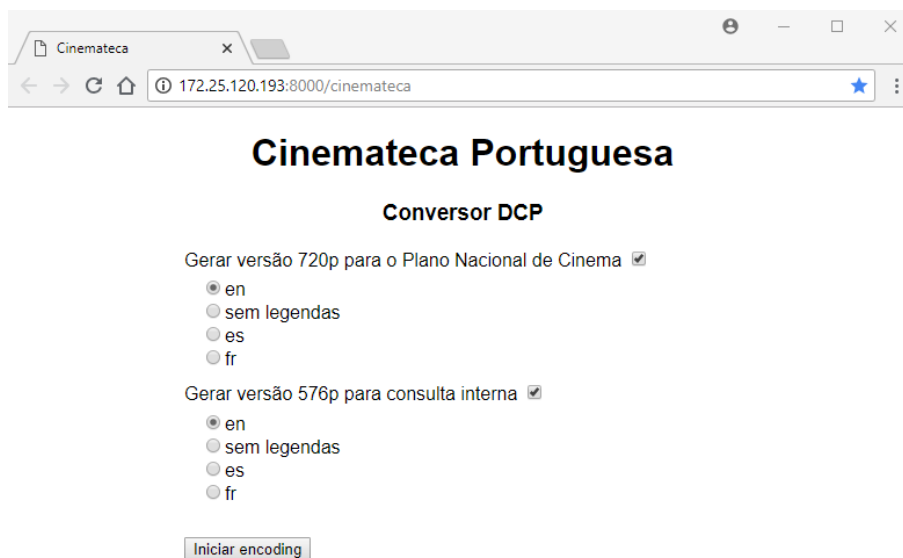 Cinemateca
172.25.120.193:8000/cinemateca
Cinemateca Portuguesa
Conversor DCP
Gerar versão 720p para o Plano Nacional de Cinema
en
sem legendas
es
fr
Gerar versão 576p para consulta interna
en
sem legendas
es
fr
Iniciar encoding